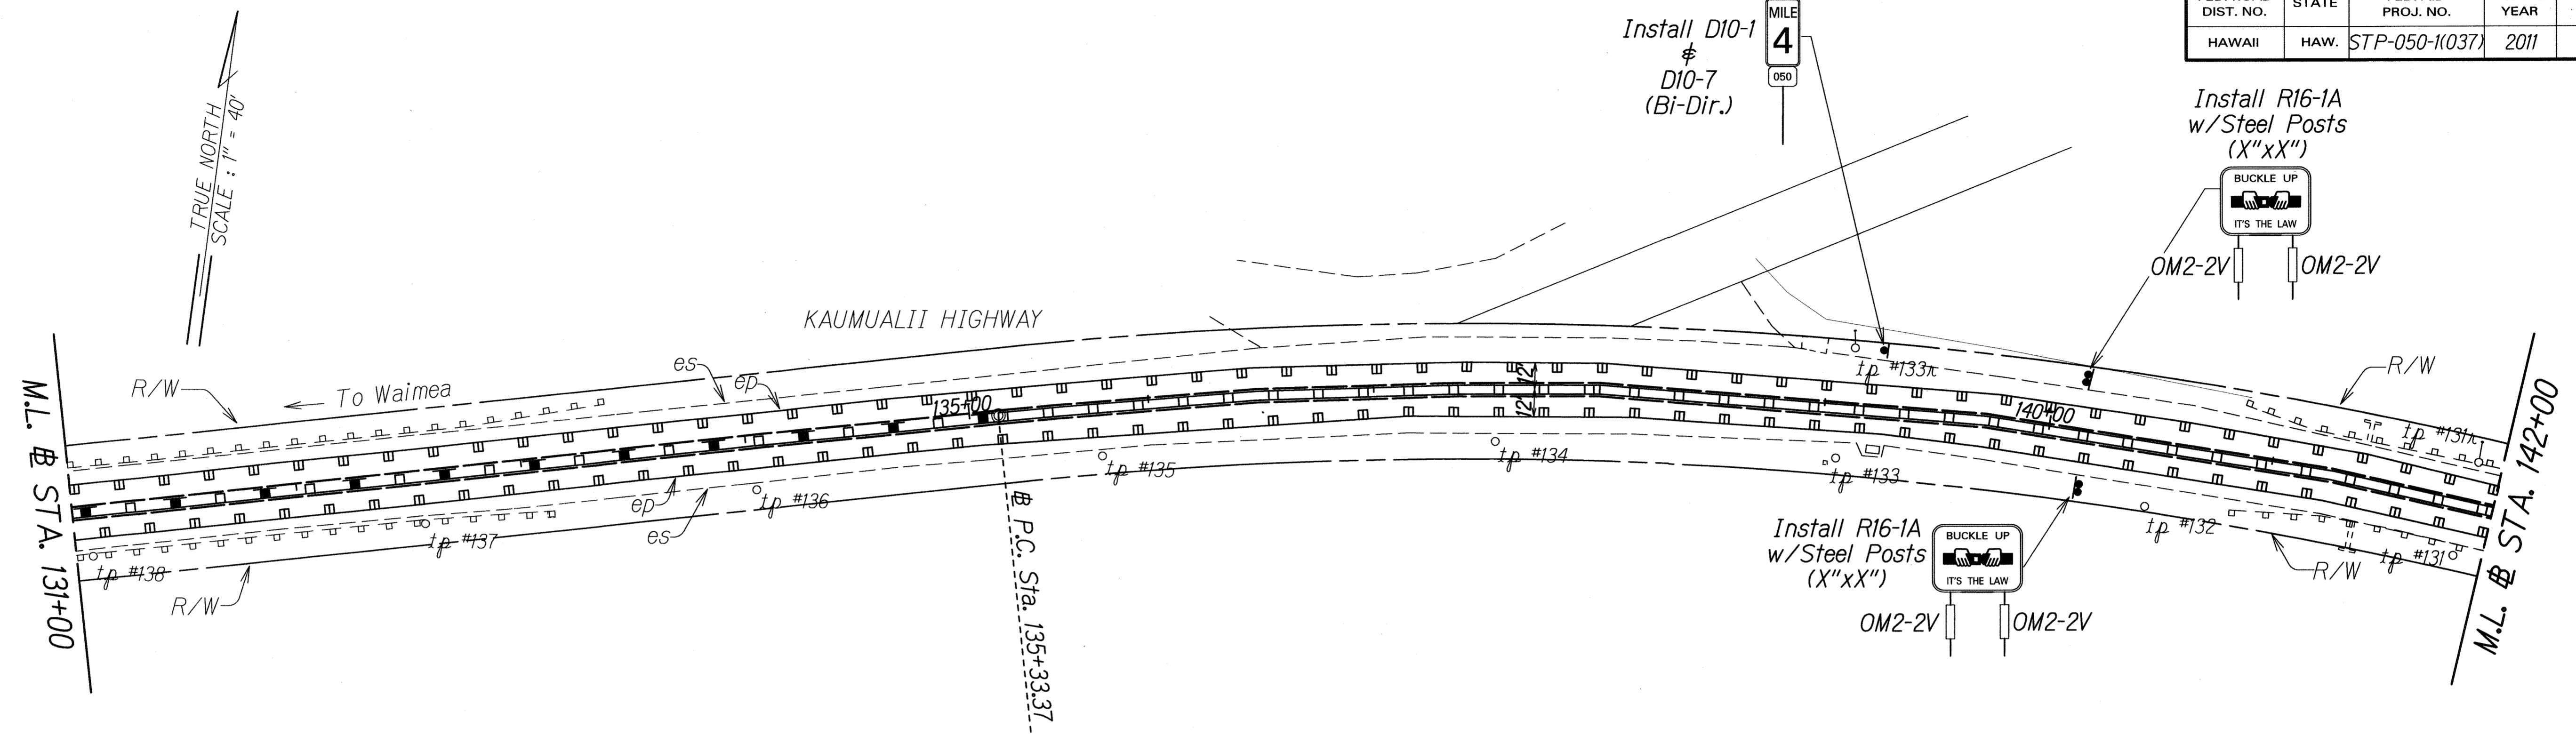 DIST. NO.
STATE
PROJ. NO.
YEAR
HAWAII
HAW.
STP-050-1(037)
2011
TRUE NORTH
SCALE : 1" = 40'
Install D10-1
&
D10-7
(Bi-Dir.)
MILE
4
050
Install R16-1A
w/Steel Posts
(X"xX")
BUCKLE UP
IT'S THE LAW
OM2-2V
OM2-2V
KAUMUALII HIGHWAY
To Waimea
R/W
es
ep
135+00
12'
12'
tp #133A
140+00
R/W
tp #131A
M.L. BL STA. 131+00
tp #138
tp #137
R/W
ep
es
tp #136
tp #135
BL P.C. Sta. 135+33.37
tp #134
tp #133
tp #132
R/W
tp #131
M.L. BL STA. 142+00
Install R16-1A
w/Steel Posts
(X"xX")
BUCKLE UP
IT'S THE LAW
OM2-2V
OM2-2V